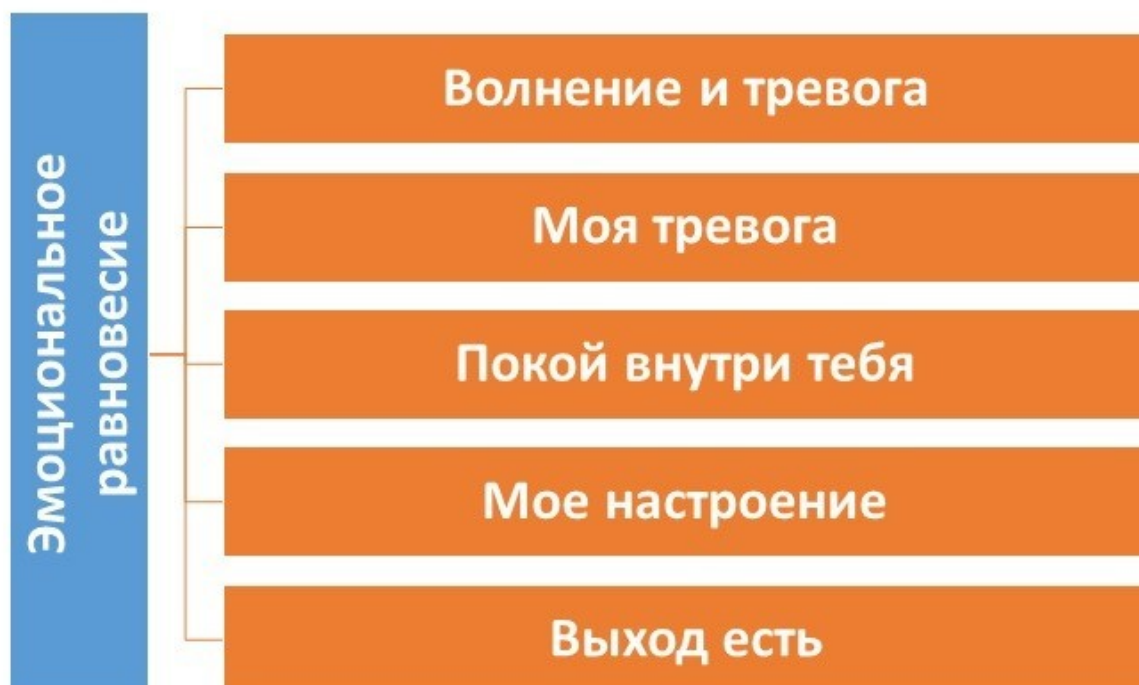 Эмоциональное
равновесие
Волнение и тревога
Моя тревога
Покой внутри тебя
Мое настроение
Выход есть